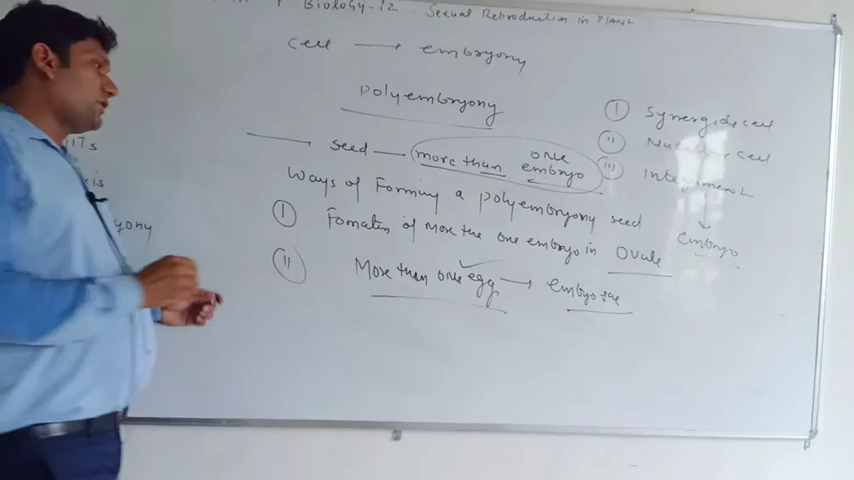 Biology-12. Sexual Reproduction in Plant
cell → embryony
polyembryony
seed — more than one embryo
Ways of Forming a polyembryony seed
I Fomation of More the one embryo in Ovule
II More than one egg → embryo sac
I Synergids cell
II cell
III Integument
embryo
ITs
is
yony